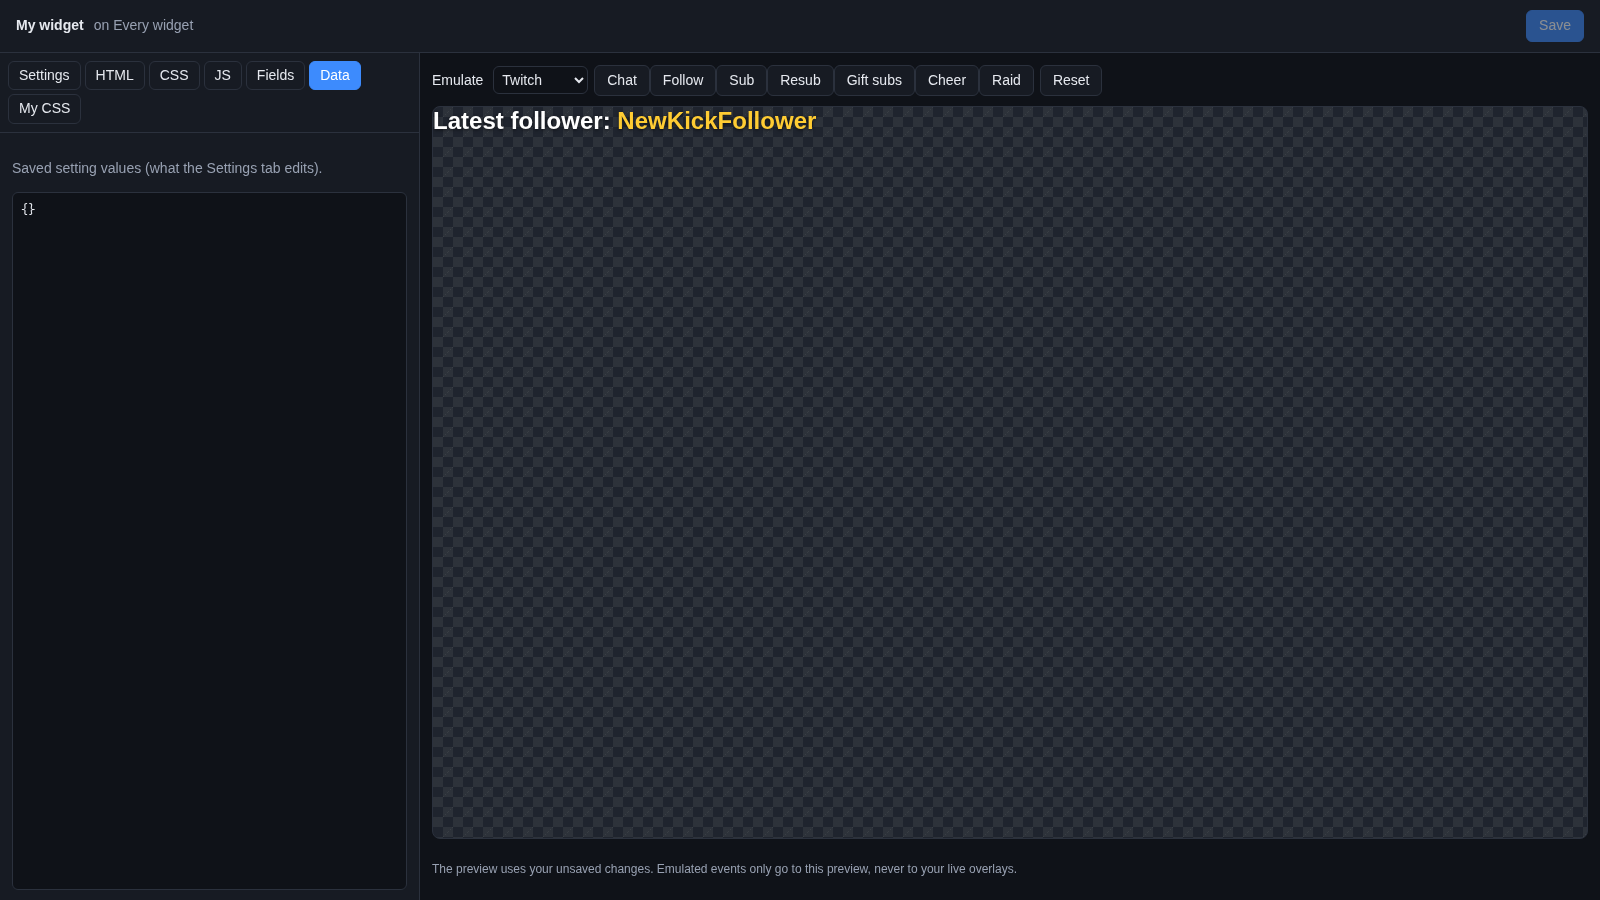 My widget on Every widget
Save
Settings HTML CSS JS Fields Data
My CSS
Saved setting values (what the Settings tab edits).
{}
Emulate Twitch Chat Follow Sub Resub Gift subs Cheer Raid Reset
Latest follower: NewKickFollower
The preview uses your unsaved changes. Emulated events only go to this preview, never to your live overlays.